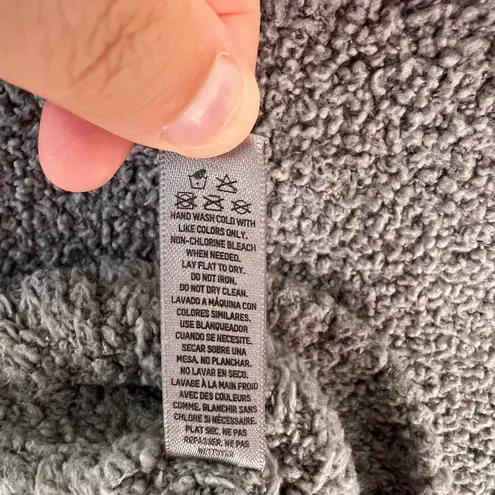 HAND WASH COLD WITH
LIKE COLORS ONLY.
NON-CHLORINE BLEACH
WHEN NEEDED.
LAY FLAT TO DRY.
DO NOT IRON.
DO NOT DRY CLEAN.
LAVADO A MÁQUINA CON
COLORES SIMILARES.
USE BLANQUEADOR
CUANDO SE NECESITE.
SECAR SOBRE UNA
MESA. NO PLANCHAR.
NO LAVAR EN SECO.
LAVAGE À LA MAIN FROID
AVEC DES COULEURS
COMME. BLANCHIR SANS
CHLORE SI NÉCESSAIRE.
PLAT SEC. NE PAS
REPASSER. NE PAS
NETTOYER